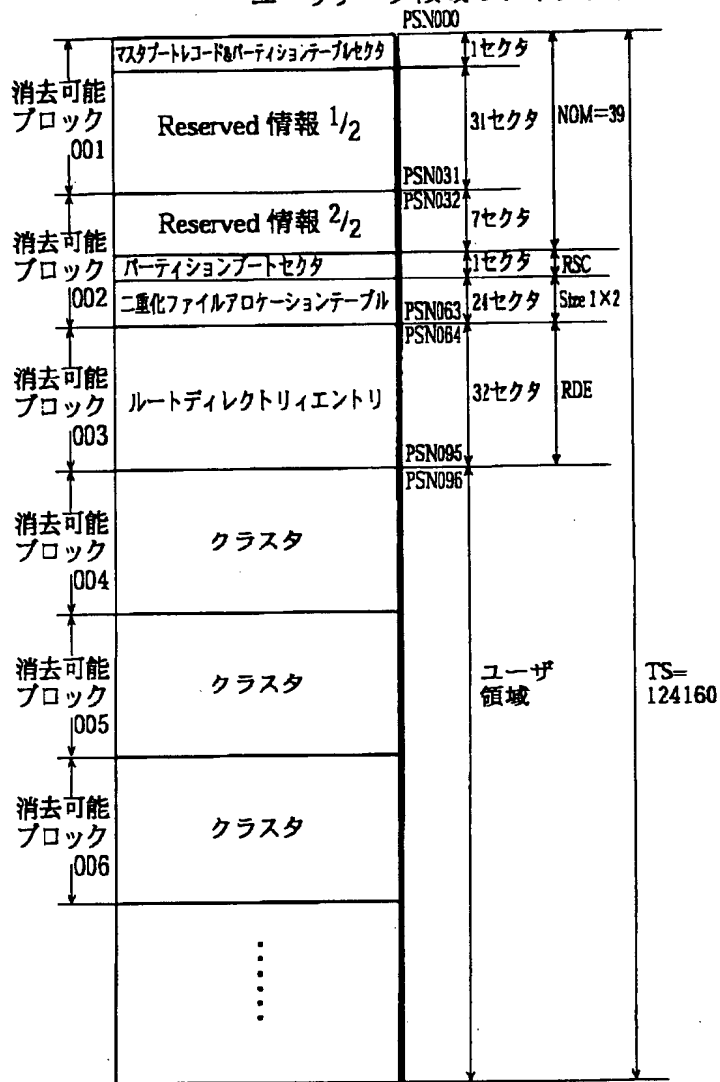 PSN000
マスタブートレコード&パーティションテーブルセクタ
1セクタ
消去可能
ブロック
001
Reserved 情報 1/2
31セクタ
NOM=39
PSN031
PSN032
Reserved 情報 2/2
7セクタ
消去可能
ブロック
002
パーティションブートセクタ
1セクタ
RSC
二重化ファイルアロケーションテーブル
PSN063
24セクタ
Size 1×2
PSN064
消去可能
ブロック
003
ルートディレクトリィエントリ
32セクタ
RDE
PSN095
PSN096
消去可能
ブロック
004
クラスタ
消去可能
ブロック
005
クラスタ
ユーザ
領域
TS=
124160
消去可能
ブロック
006
クラスタ